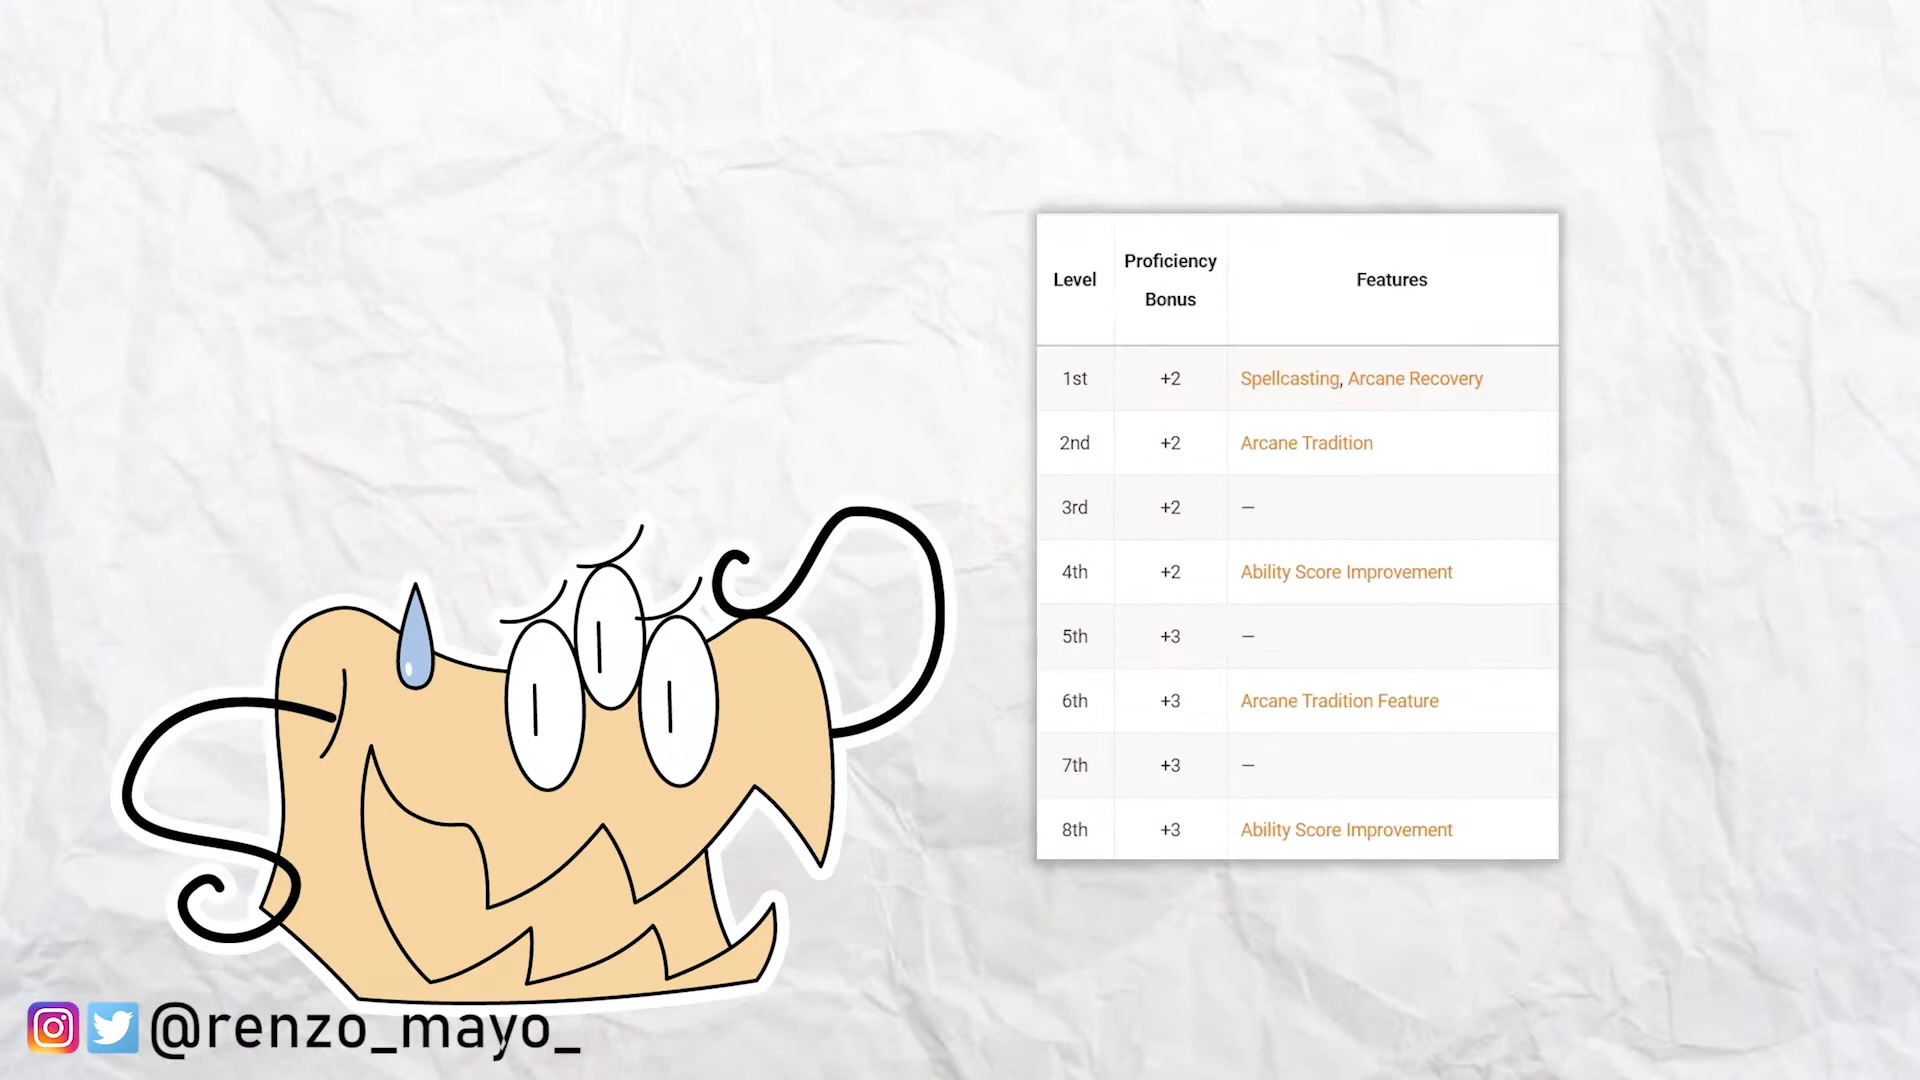 Level Proficiency Bonus Features
1st +2 Spellcasting, Arcane Recovery
2nd +2 Arcane Tradition
3rd +2 —
4th +2 Ability Score Improvement
5th +3 —
6th +3 Arcane Tradition Feature
7th +3 —
8th +3 Ability Score Improvement
@renzo_mayo_